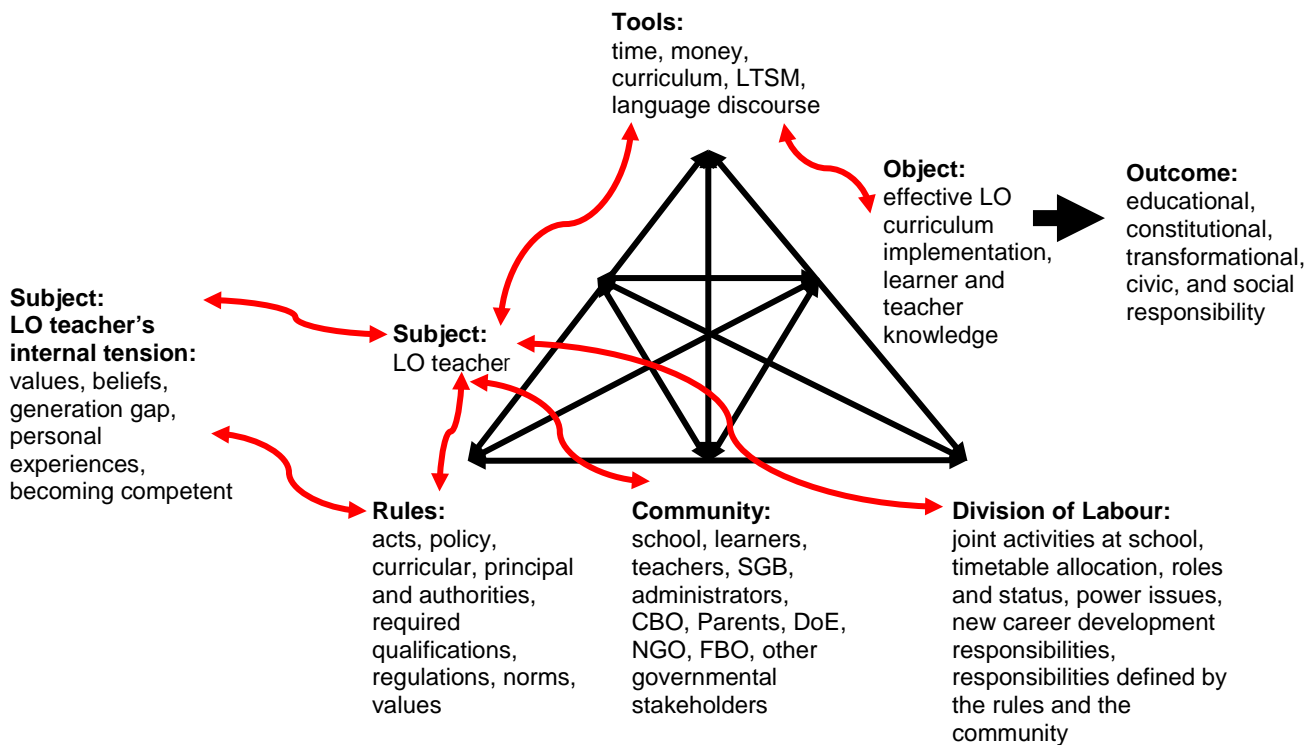 Tools:
time, money,
curriculum, LTSM,
language discourse
Object:
effective LO
curriculum
implementation,
learner and
teacher
knowledge
Outcome:
educational,
constitutional,
transformational,
civic, and social
responsibility
Subject:
LO teacher’s
internal tension:
values, beliefs,
generation gap,
personal
experiences,
becoming competent
Subject:
LO teacher
Rules:
acts, policy,
curricular, principal
and authorities,
required
qualifications,
regulations, norms,
values
Community:
school, learners,
teachers, SGB,
administrators,
CBO, Parents, DoE,
NGO, FBO, other
governmental
stakeholders
Division of Labour:
joint activities at school,
timetable allocation, roles
and status, power issues,
new career development
responsibilities,
responsibilities defined by
the rules and the
community